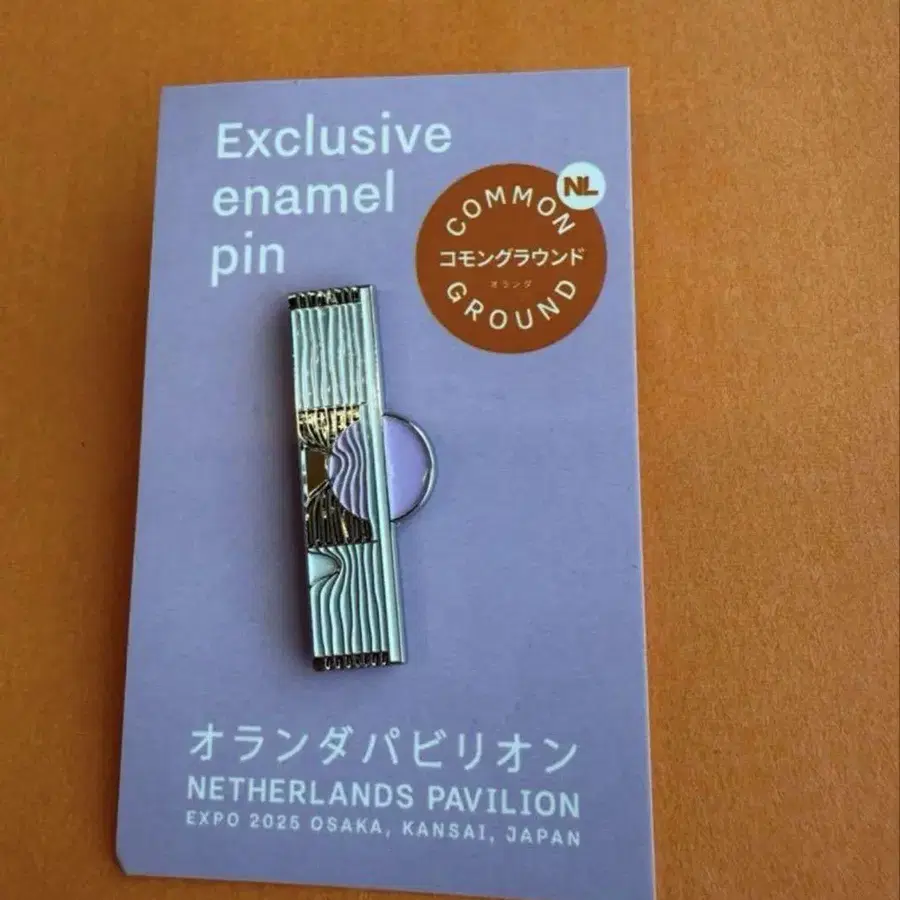 Exclusive
enamel
pin
NL
COMMON
コモングラウンド
オランダ
GROUND
オランダパビリオン
NETHERLANDS PAVILION
EXPO 2025 OSAKA, KANSAI, JAPAN